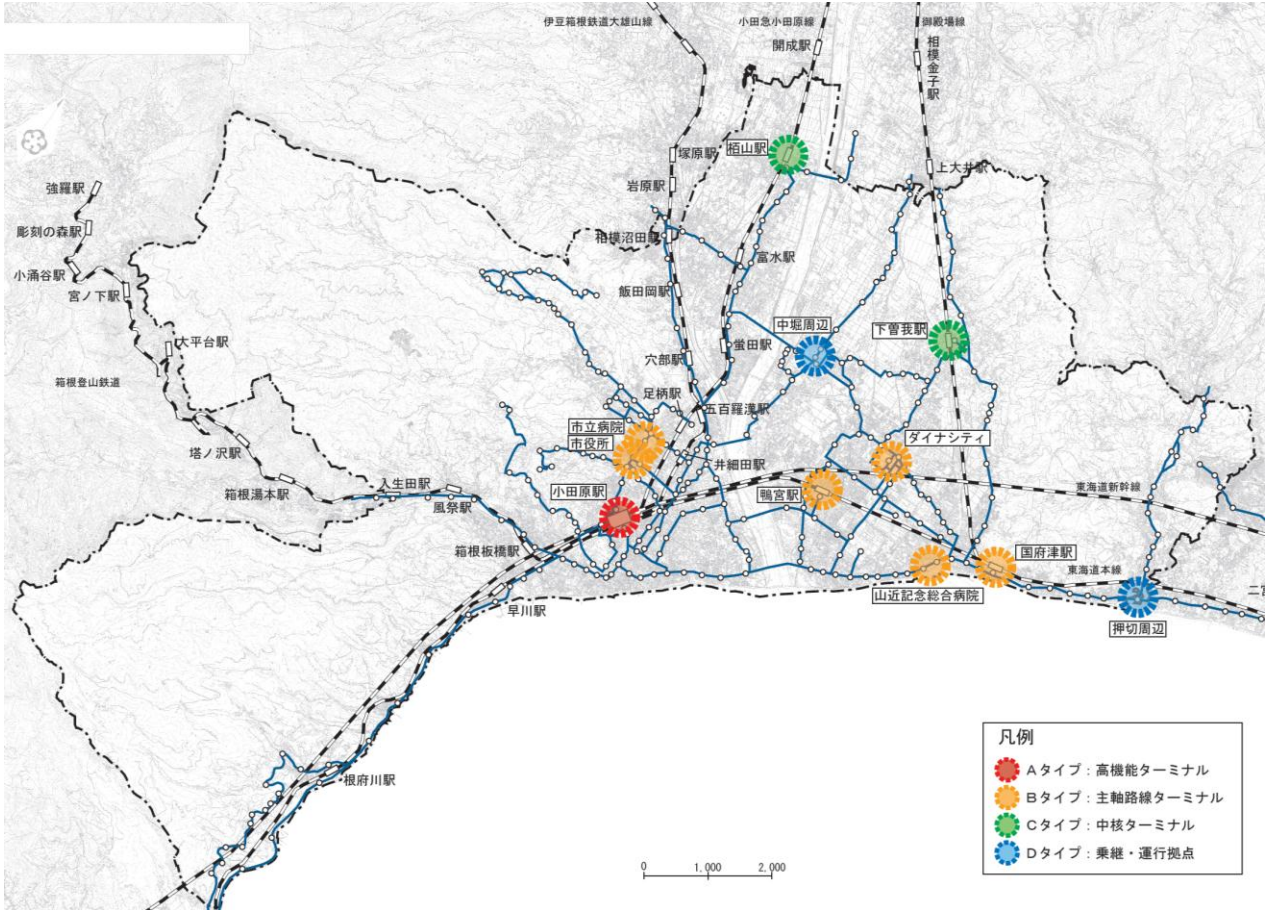 伊豆箱根鉄道大雄山線
小田急小田原線
御殿場線
開成駅
相模金子駅
栢山駅
塚原駅
上大井駅
岩原駅
強羅駅
彫刻の森駅
相模沼田駅
富水駅
小涌谷駅
宮ノ下駅
飯田岡駅
中堀周辺
下曽我駅
大平台駅
螢田駅
穴部駅
箱根登山鉄道
足柄駅
五百羅漢駅
市立病院
市役所
ダイナシティ
塔ノ沢駅
井細田駅
入生田駅
小田原駅
鴨宮駅
東海道新幹線
箱根湯本駅
風祭駅
箱根板橋駅
国府津駅
東海道本線
山近記念総合病院
二宮
早川駅
押切周辺
根府川駅
凡例
Aタイプ：高機能ターミナル
Bタイプ：主軸路線ターミナル
Cタイプ：中核ターミナル
Dタイプ：乗継・運行拠点
0 1,000 2,000